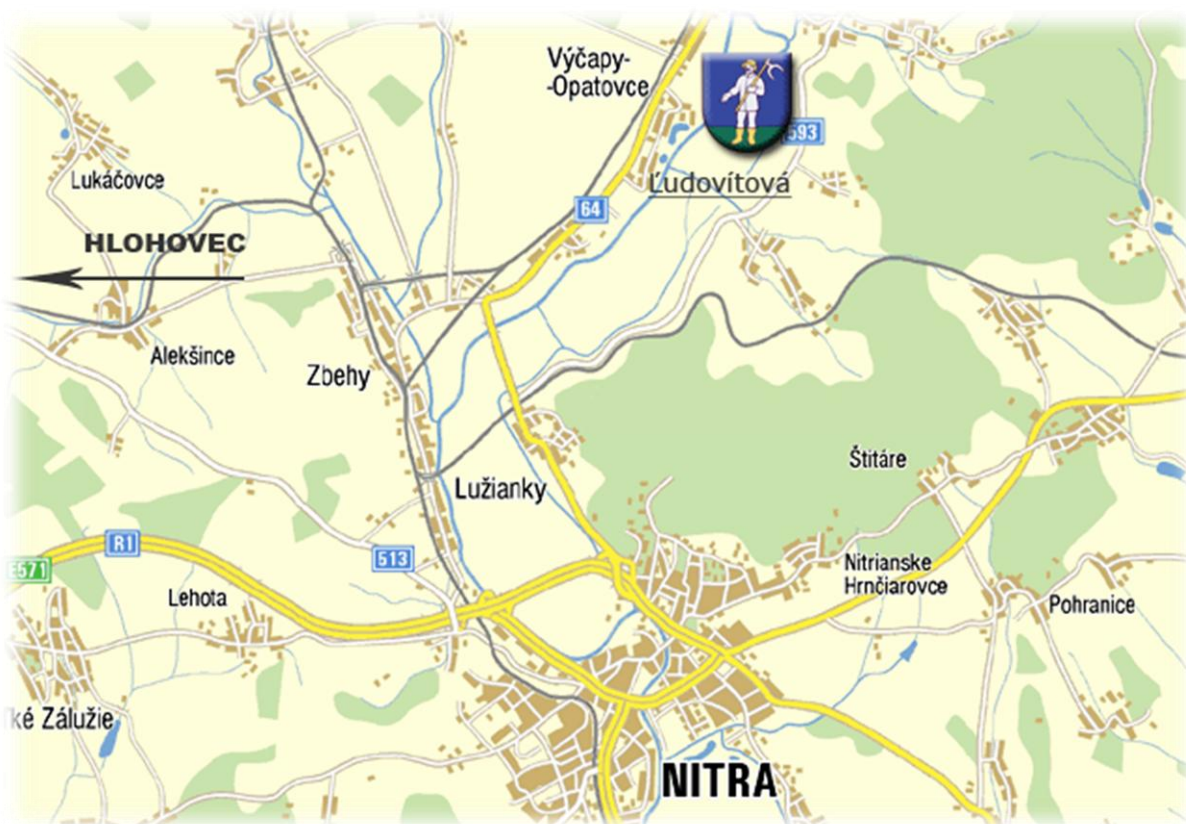 Výčapy-
-Opatovce
593
Lukáčovce
Ľudovítová
64
HLOHOVEC
Alekšince
Zbehy
Štitáre
Lužianky
R1
513
E571
Nitrianske
Hrnčiarovce
Lehota
Pohranice
ké Zálužie
NITRA